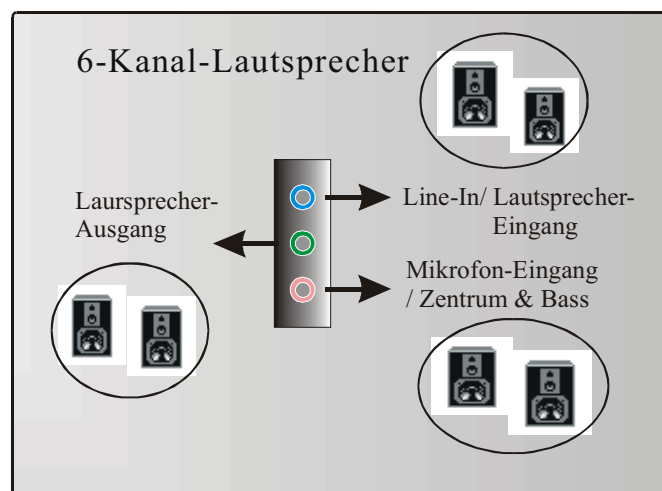 6-Kanal-Lautsprecher
Laursprecher-
Ausgang
Line-In/ Lautsprecher-
Eingang
Mikrofon-Eingang
/ Zentrum & Bass